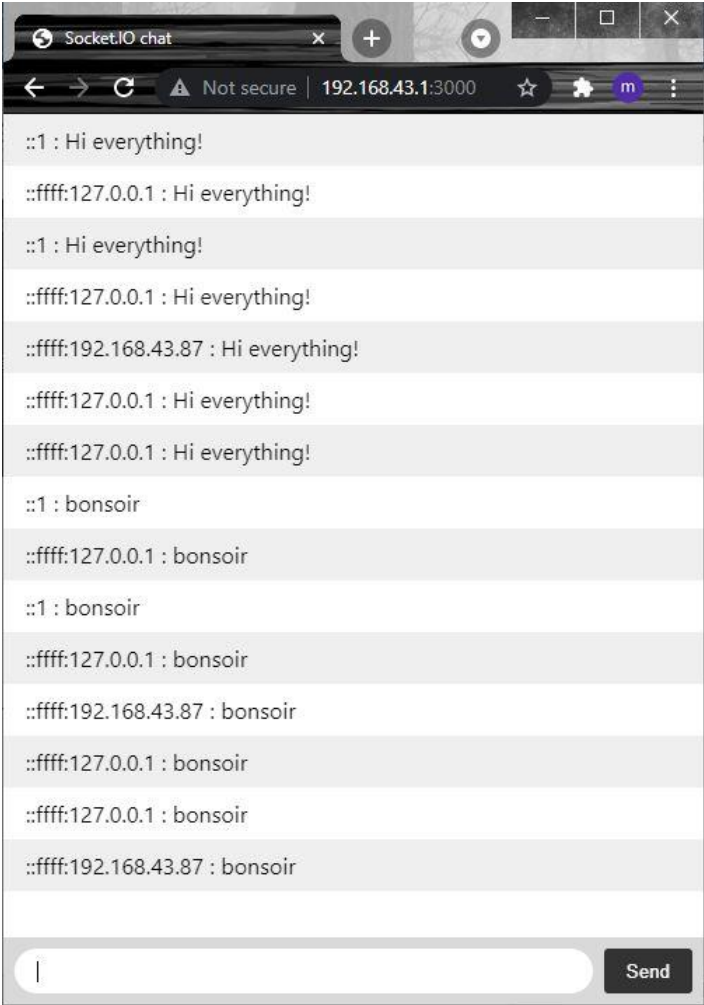 Socket.IO chat
Not secure 192.168.43.1:3000
m
::1 : Hi everything!
::ffff:127.0.0.1 : Hi everything!
::1 : Hi everything!
::ffff:127.0.0.1 : Hi everything!
::ffff:192.168.43.87 : Hi everything!
::ffff:127.0.0.1 : Hi everything!
::ffff:127.0.0.1 : Hi everything!
::1 : bonsoir
::ffff:127.0.0.1 : bonsoir
::1 : bonsoir
::ffff:127.0.0.1 : bonsoir
::ffff:192.168.43.87 : bonsoir
::ffff:127.0.0.1 : bonsoir
::ffff:127.0.0.1 : bonsoir
::ffff:192.168.43.87 : bonsoir
Send